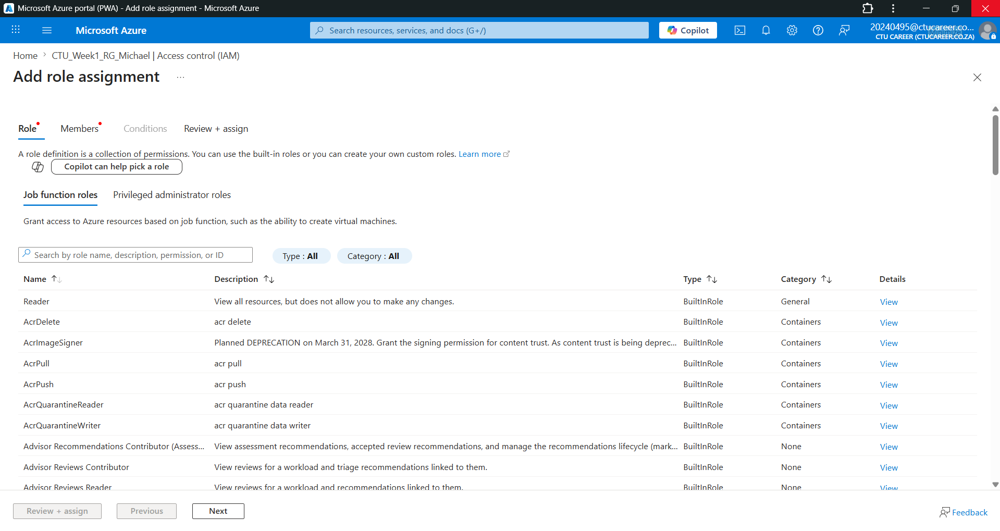 Microsoft Azure portal (PWA) - Add role assignment - Microsoft Azure
Microsoft Azure
Search resources, services, and docs (G+/)
Copilot
20240495@ctucareer.co...
CTU CAREER (CTUCAREER.CO.ZA)
Minimize
Home > CTU_Week1_RG_Michael | Access control (IAM)
Add role assignment ...
Role Members Conditions Review + assign
A role definition is a collection of permissions. You can use the built-in roles or you can create your own custom roles. Learn more
Copilot can help pick a role
Job function roles Privileged administrator roles
Grant access to Azure resources based on job function, such as the ability to create virtual machines.
Search by role name, description, permission, or ID Type : All Category : All
Name Description Type Category Details
Reader View all resources, but does not allow you to make any changes. BuiltInRole General View
AcrDelete acr delete BuiltInRole Containers View
AcrImageSigner Planned DEPRECATION on March 31, 2028. Grant the signing permission for content trust. As content trust is being deprec... BuiltInRole Containers View
AcrPull acr pull BuiltInRole Containers View
AcrPush acr push BuiltInRole Containers View
AcrQuarantineReader acr quarantine data reader BuiltInRole Containers View
AcrQuarantineWriter acr quarantine data writer BuiltInRole Containers View
Advisor Recommendations Contributor (Assess... View assessment recommendations, accepted review recommendations, and manage the recommendations lifecycle (mark... BuiltInRole None View
Advisor Reviews Contributor View reviews for a workload and triage recommendations linked to them. BuiltInRole None View
Advisor Reviews Reader View reviews for a workload and recommendations linked to them. BuiltInRole None View
Review + assign Previous Next Feedback